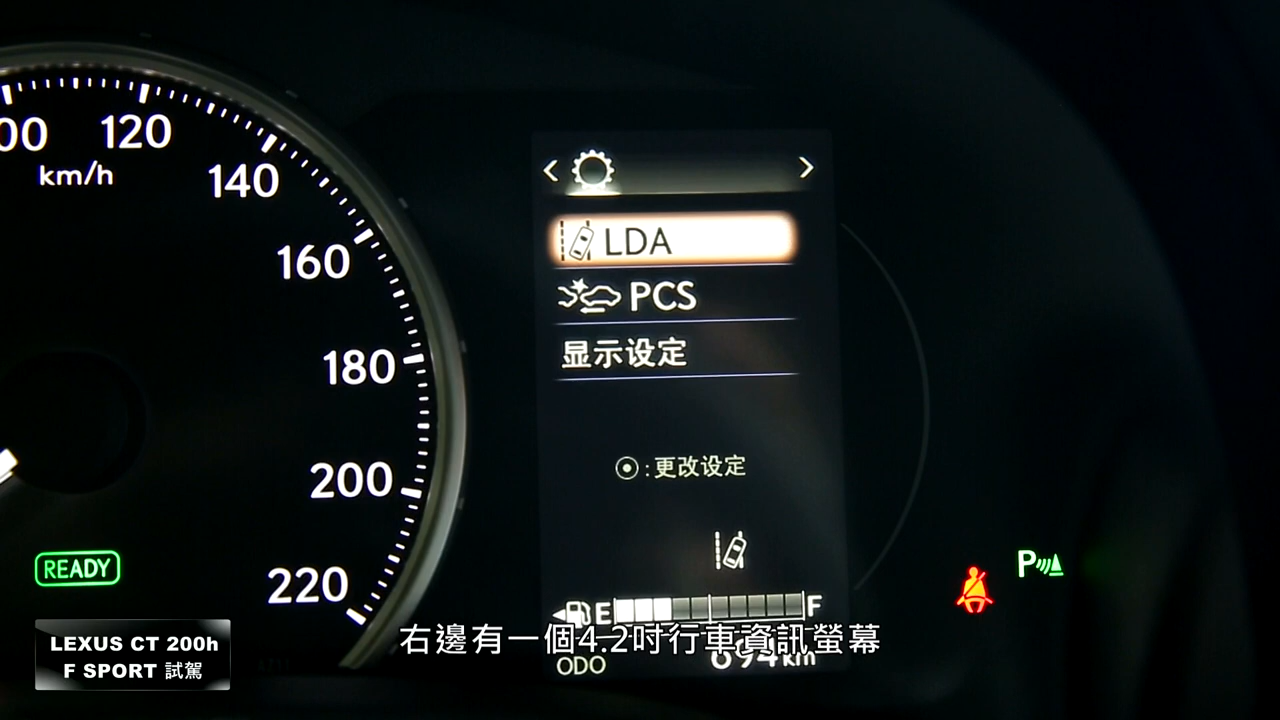 120
km/h
140
160
180
200
220
READY
LDA
PCS
显示设定
:更改设定
E
F
ODO
694km
P
右邊有一個4.2吋行車資訊螢幕
LEXUS CT 200h
F SPORT 試駕